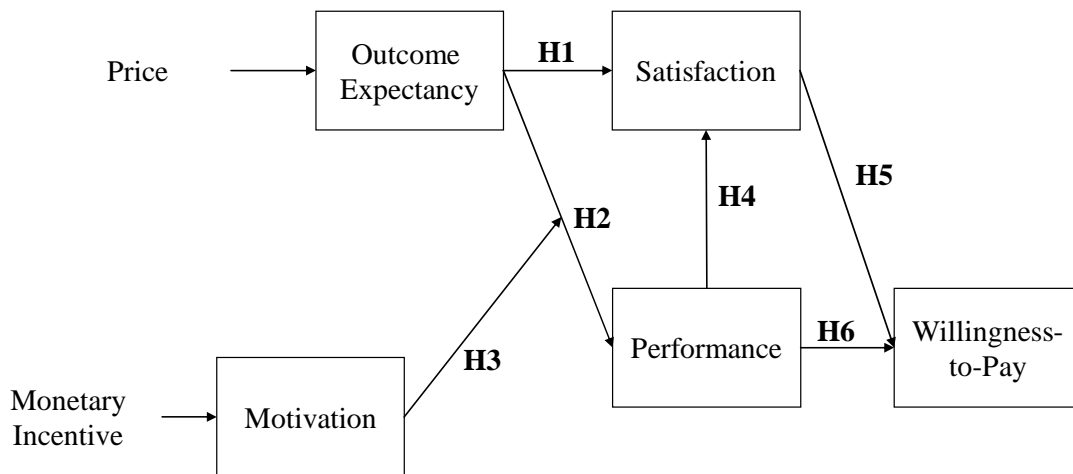 Price
Outcome
Expectancy
H1
Satisfaction
H2
H4
H5
Monetary
Incentive
Motivation
H3
Performance
H6
Willingness-
to-Pay